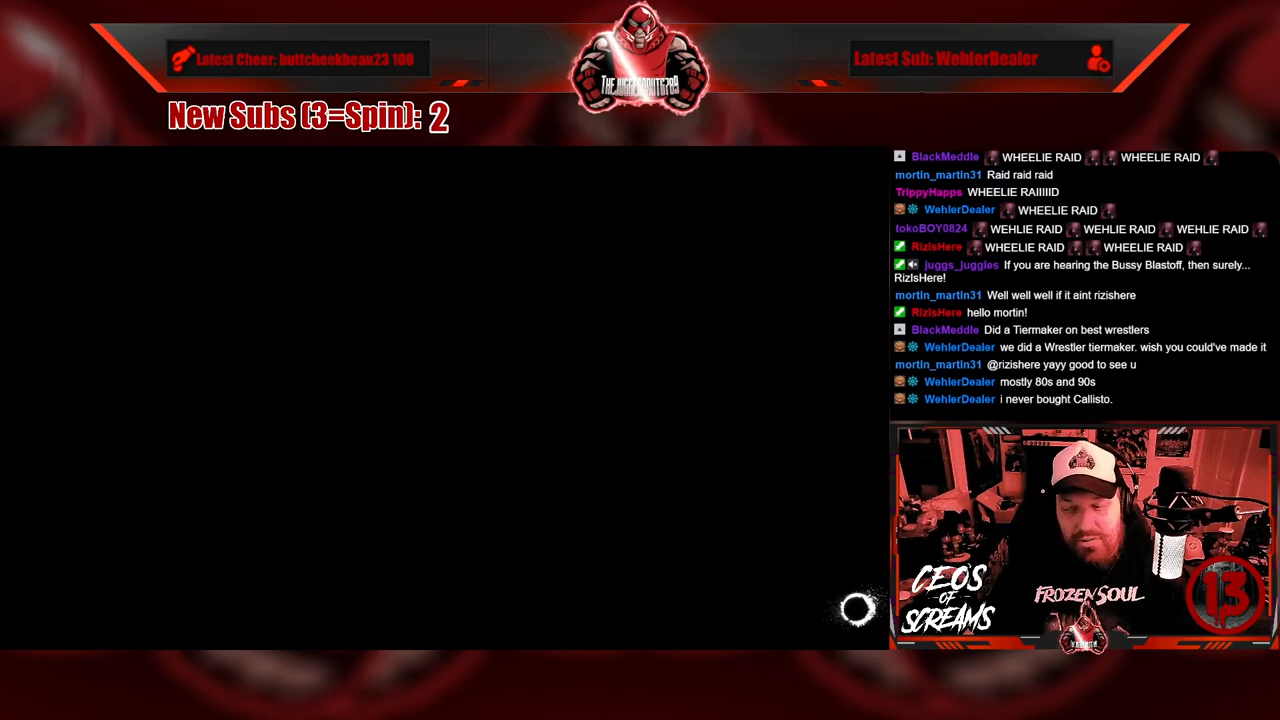 Latest Cheer: buttcheekbeau23 100
THEJUGGERNAUT6789
Latest Sub: WehlerDealer
New Subs (3=Spin): 2
BlackMeddle WHEELIE RAID WHEELIE RAID
mortin_martin31 Raid raid raid
TrippyHapps WHEELIE RAIIIIID
WehlerDealer WHEELIE RAID
tokoBOY0824 WEHLIE RAID WEHLIE RAID WEHLIE RAID
RizIsHere WHEELIE RAID WHEELIE RAID
juggs_juggles If you are hearing the Bussy Blastoff, then surely...
RizIsHere!
mortin_martin31 Well well well if it aint rizishere
RizIsHere hello mortin!
BlackMeddle Did a Tiermaker on best wrestlers
WehlerDealer we did a Wrestler tiermaker. wish you could've made it
mortin_martin31 @rizishere yayy good to see u
WehlerDealer mostly 80s and 90s
WehlerDealer i never bought Callisto.
CEOS
OF
SCREAMS
FROZEN SOUL
13